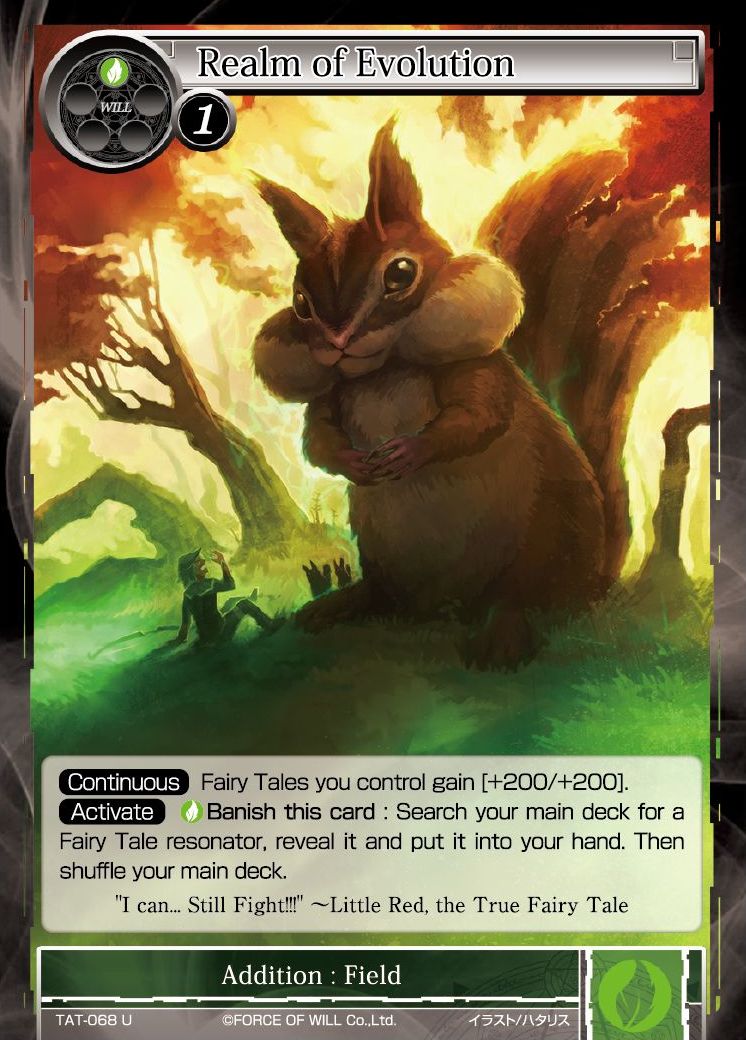 Realm of Evolution
WILL
1
Continuous Fairy Tales you control gain [+200/+200].
Activate Banish this card : Search your main deck for a
Fairy Tale resonator, reveal it and put it into your hand. Then
shuffle your main deck.
"I can... Still Fight!!!" ～Little Red, the True Fairy Tale
Addition : Field
TAT-068 U ©FORCE OF WILL Co.,Ltd. イラスト/ハタリス